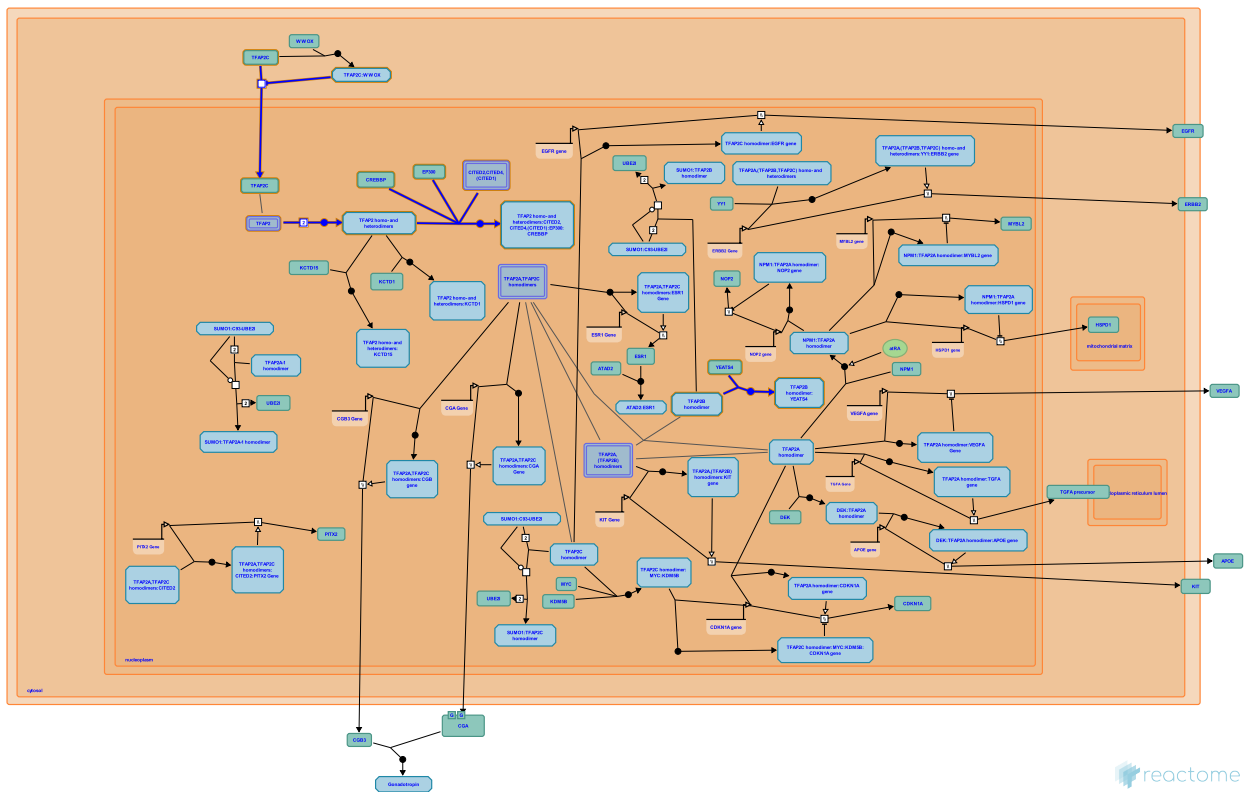 WWOX
TFAP2C
TFAP2C:WWOX
EGFR gene
TFAP2C homodimer:EGFR gene
EGFR
TFAP2C
CREBBP
EP300
CITED2,CITED4,
(CITED1)
TFAP2
2
TFAP2 homo- and
heterodimers
TFAP2 homo- and
heterodimers:CITED2,
CITED4,(CITED1):EP300:
CREBBP
KCTD15
KCTD1
TFAP2 homo- and
heterodimers:KCTD1
TFAP2 homo- and
heterodimers:
KCTD15
UBE2I
2
SUMO1:TFAP2B
homodimer
2
SUMO1:C93-UBE2I
TFAP2A,(TFAP2B,TFAP2C) homo- and
heterodimers
TFAP2A,(TFAP2B,TFAP2C) homo- and
heterodimers:YY1:ERBB2 gene
YY1
ERBB2 Gene
ERBB2
MYBL2 gene
MYBL2
NPM1:TFAP2A homodimer:MYBL2 gene
NPM1:TFAP2A homodimer:
NOP2 gene
NOP2
NOP2 gene
NPM1:TFAP2A
homodimer
NPM1:TFAP2A
homodimer:HSPD1 gene
HSPD1 gene
HSPD1
mitochondrial matrix
atRA
NPM1
TFAP2A,TFAP2C
homodimers
TFAP2A,TFAP2C
homodimers:ESR1
Gene
ESR1 Gene
ESR1
ATAD2
ATAD2:ESR1
YEATS4
TFAP2B
homodimer
TFAP2B
homodimer:
YEATS4
SUMO1:C93-UBE2I
2
TFAP2A-1
homodimer
2
UBE2I
SUMO1:TFAP2A-1 homodimer
CGB3 Gene
CGA Gene
TFAP2A,TFAP2C
homodimers:CGB
gene
TFAP2A,TFAP2C
homodimers:CGA
Gene
TFAP2A,
(TFAP2B)
homodimers
TFAP2A,(TFAP2B)
homodimers:KIT
gene
KIT Gene
TFAP2A
homodimer
VEGFA gene
VEGFA
TFAP2A homodimer:VEGFA
Gene
TGFA Gene
TFAP2A homodimer:TGFA
gene
TGFA precursor
DEK
DEK:TFAP2A
homodimer
APOE gene
DEK:TFAP2A homodimer:APOE gene
APOE
KIT
PITX2 Gene
PITX2
TFAP2A,TFAP2C
homodimers:CITED2
TFAP2A,TFAP2C
homodimers:
CITED2:PITX2 Gene
SUMO1:C93-UBE2I
2
TFAP2C
homodimer
MYC
KDM5B
UBE2I
2
SUMO1:TFAP2C
homodimer
TFAP2C homodimer:
MYC:KDM5B
TFAP2A homodimer:CDKN1A
gene
CDKN1A gene
CDKN1A
TFAP2C homodimer:MYC:KDM5B:
CDKN1A gene
nucleoplasm
cytosol
CGB3
CGA
Gonadotropin
reactome